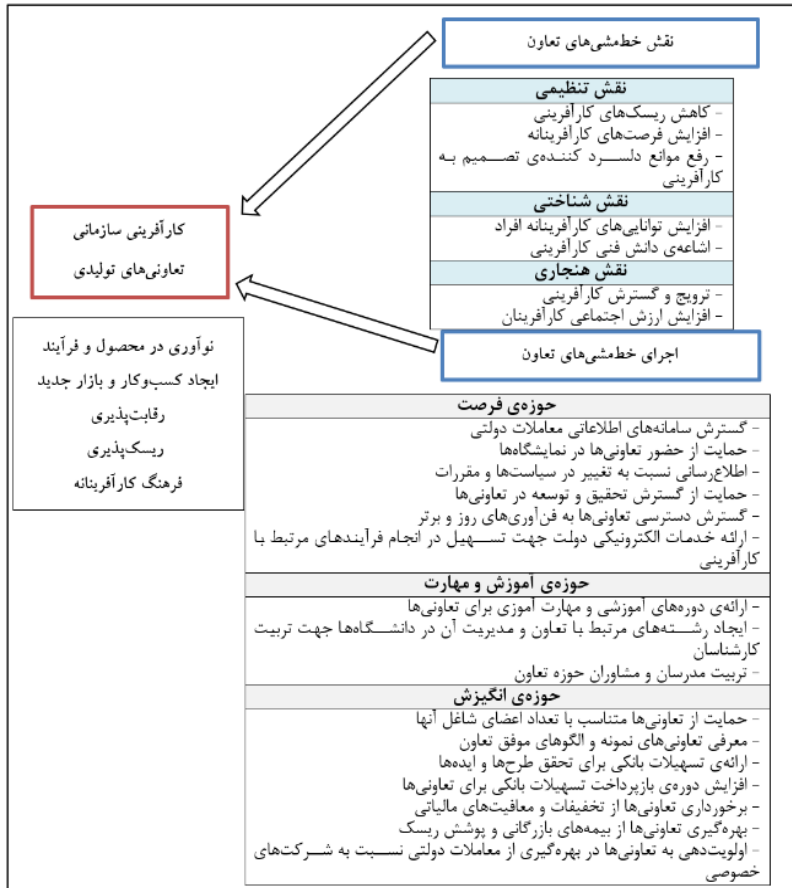 نقش خط‌مشی‌های تعاون
نقش تنظیمی
- کاهش ریسک‌های کارآفرینی
- افزایش فرصت‌های کارآفرینانه
- رفع موانع دلسرد کننده‌ی تصمیم به
کارآفرینی
نقش شناختی
- افزایش توانایی‌های کارآفرینانه افراد
- اشاعه‌ی دانش فنی کارآفرینی
نقش هنجاری
- ترویج و گسترش کارآفرینی
- افزایش ارزش اجتماعی کارآفرینان
اجرای خط‌مشی‌های تعاون
کارآفرینی سازمانی
تعاونی‌های تولیدی
نوآوری در محصول و فرآیند
ایجاد کسب‌وکار و بازار جدید
رقابت‌پذیری
ریسک‌پذیری
فرهنگ کارآفرینانه
حوزه‌ی فرصت
- گسترش سامانه‌های اطلاعاتی معاملات دولتی
- حمایت از حضور تعاونی‌ها در نمایشگاه‌ها
- اطلاع‌رسانی نسبت به تغییر در سیاست‌ها و مقررات
- حمایت از گسترش تحقیق و توسعه در تعاونی‌ها
- گسترش دسترسی تعاونی‌ها به فن‌آوری‌های روز و برتر
- ارائه خدمات الکترونیکی دولت جهت تسهیل در انجام فرآیندهای مرتبط با
کارآفرینی
حوزه‌ی آموزش و مهارت
- ارائه‌ی دوره‌های آموزشی و مهارت آموزی برای تعاونی‌ها
- ایجاد رشته‌های مرتبط با تعاون و مدیریت آن در دانشگاه‌ها جهت تربیت
کارشناسان
- تربیت مدرسان و مشاوران حوزه تعاون
حوزه‌ی انگیزش
- حمایت از تعاونی‌ها متناسب با تعداد اعضای شاغل آنها
- معرفی تعاونی‌های نمونه و الگوهای موفق تعاون
- ارائه‌ی تسهیلات بانکی برای تحقق طرح‌ها و ایده‌ها
- افزایش دوره‌ی بازپرداخت تسهیلات بانکی برای تعاونی‌ها
- برخورداری تعاونی‌ها از تخفیفات و معافیت‌های مالیاتی
- بهره‌گیری تعاونی‌ها از بیمه‌های بازرگانی و پوشش ریسک
- اولویت‌دهی به تعاونی‌ها در بهره‌گیری از معاملات دولتی نسبت به شرکت‌های
خصوصی